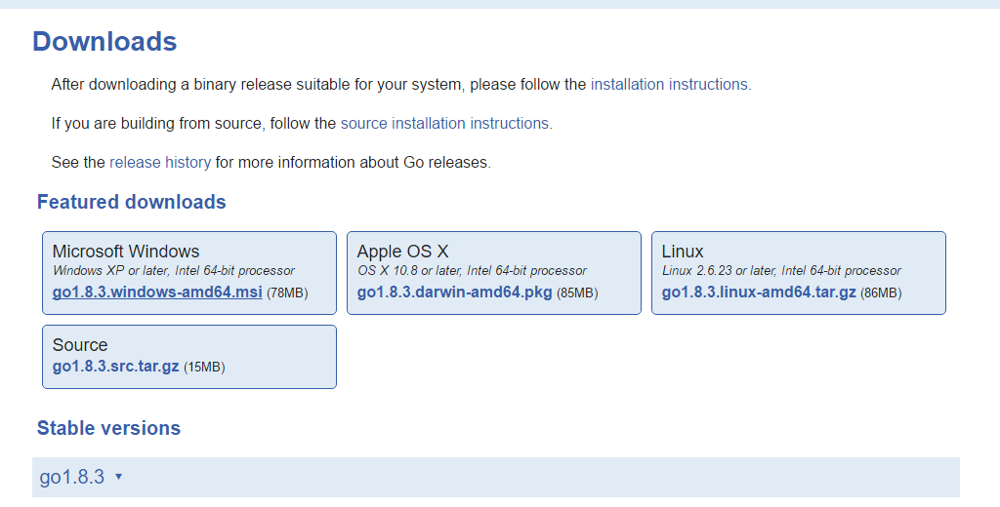 Downloads
After downloading a binary release suitable for your system, please follow the installation instructions.
If you are building from source, follow the source installation instructions.
See the release history for more information about Go releases.
Featured downloads
Microsoft Windows
Windows XP or later, Intel 64-bit processor
go1.8.3.windows-amd64.msi (78MB)
Apple OS X
OS X 10.8 or later, Intel 64-bit processor
go1.8.3.darwin-amd64.pkg (85MB)
Linux
Linux 2.6.23 or later, Intel 64-bit processor
go1.8.3.linux-amd64.tar.gz (86MB)
Source
go1.8.3.src.tar.gz (15MB)
Stable versions
go1.8.3 ▾